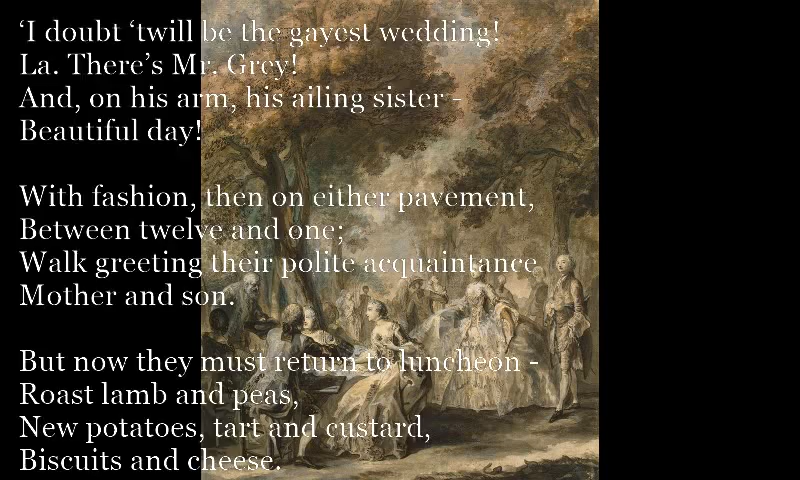 ‘I doubt ‘twill be the gayest wedding!
La. There’s Mr. Grey!
And, on his arm, his ailing sister -
Beautiful day!
With fashion, then on either pavement,
Between twelve and one;
Walk greeting their polite acquaintance
Mother and son.
But now they must return to luncheon -
Roast lamb and peas,
New potatoes, tart and custard,
Biscuits and cheese.